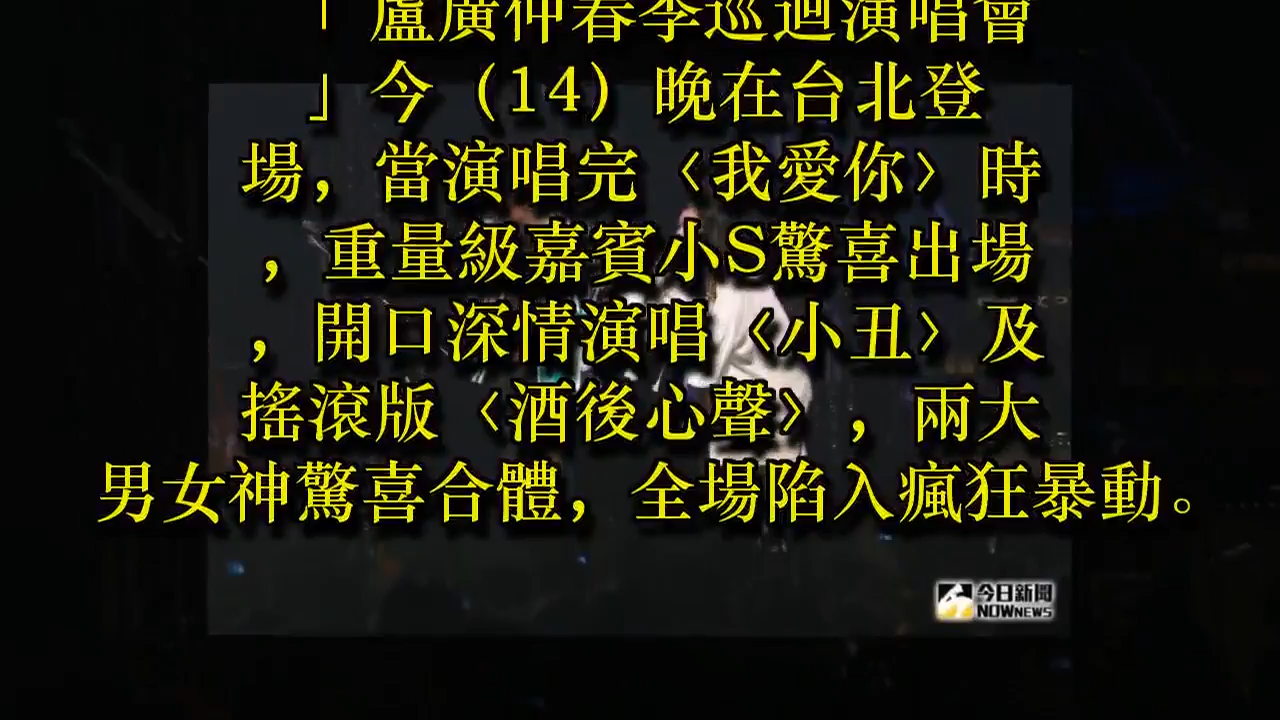 「盧廣仲春季巡迴演唱會
」今（14）晚在台北登
場，當演唱完〈我愛你〉時
，重量級嘉賓小S驚喜出場
，開口深情演唱〈小丑〉及
搖滾版〈酒後心聲〉，兩大
男女神驚喜合體，全場陷入瘋狂暴動。
今日新聞
NOWNEWS